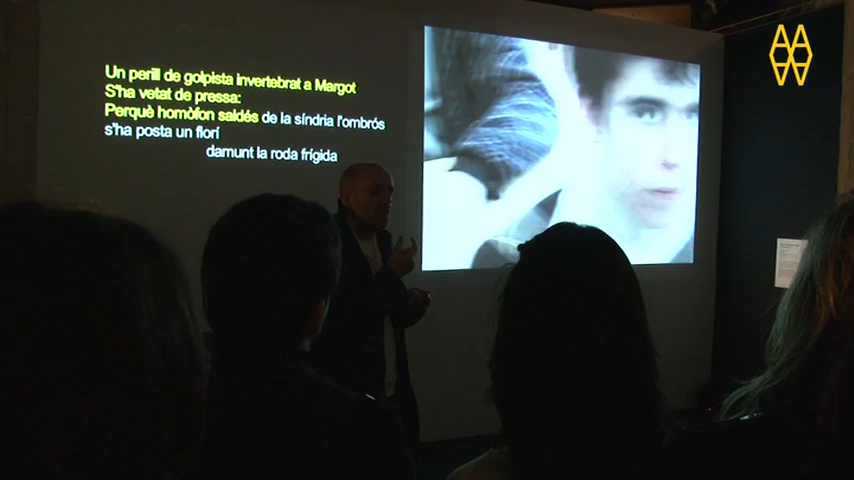 Un perill de golpista invertebrat a Margot
S'ha vetat de pressa:
Perquè homòfon saldés de la síndria l'ombrós
s'ha posta un florí
damunt la roda frígida